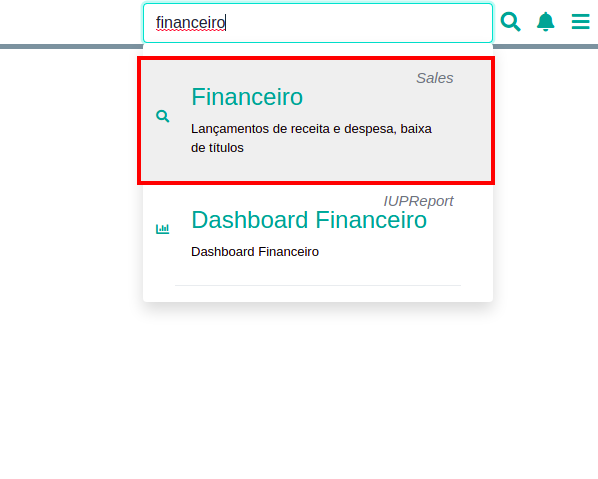 financeiro
Sales
Financeiro
Lançamentos de receita e despesa, baixa
de títulos
IUPReport
Dashboard Financeiro
Dashboard Financeiro